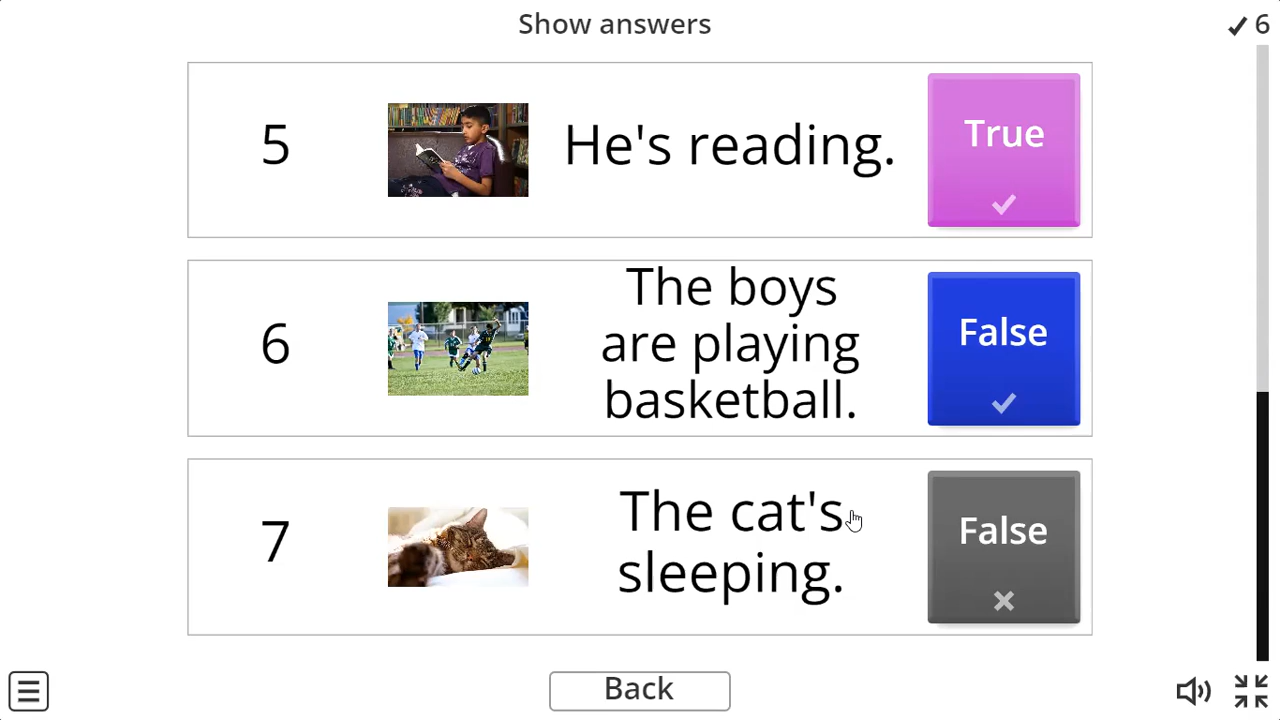 Show answers
6
5
He's reading.
True
6
The boys
are playing
basketball.
False
7
The cat's
sleeping.
False
Back